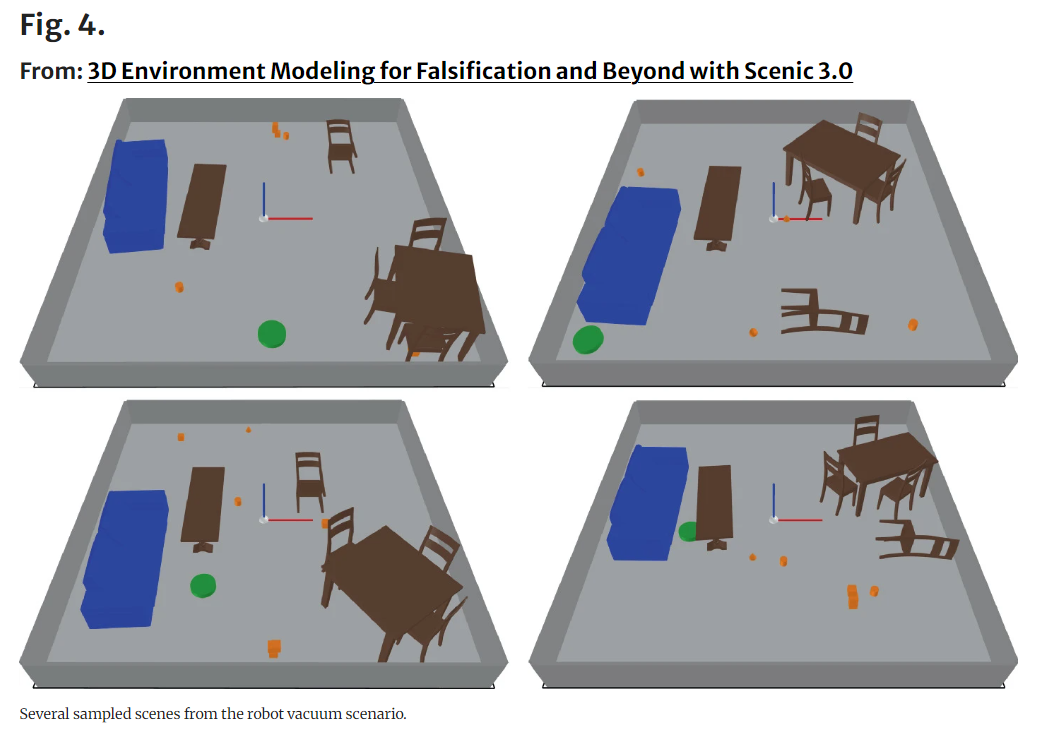 Fig. 4.
From: 3D Environment Modeling for Falsification and Beyond with Scenic 3.0
Several sampled scenes from the robot vacuum scenario.